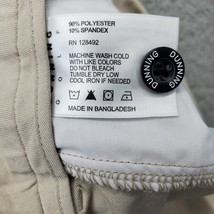 90% POLYESTER
10% SPANDEX
RN 128492
MACHINE WASH COLD
WITH LIKE COLORS
DO NOT BLEACH
TUMBLE DRY LOW
COOL IRON IF NEEDED
MADE IN BANGLADESH
DUNNING DUNNING
GOLF